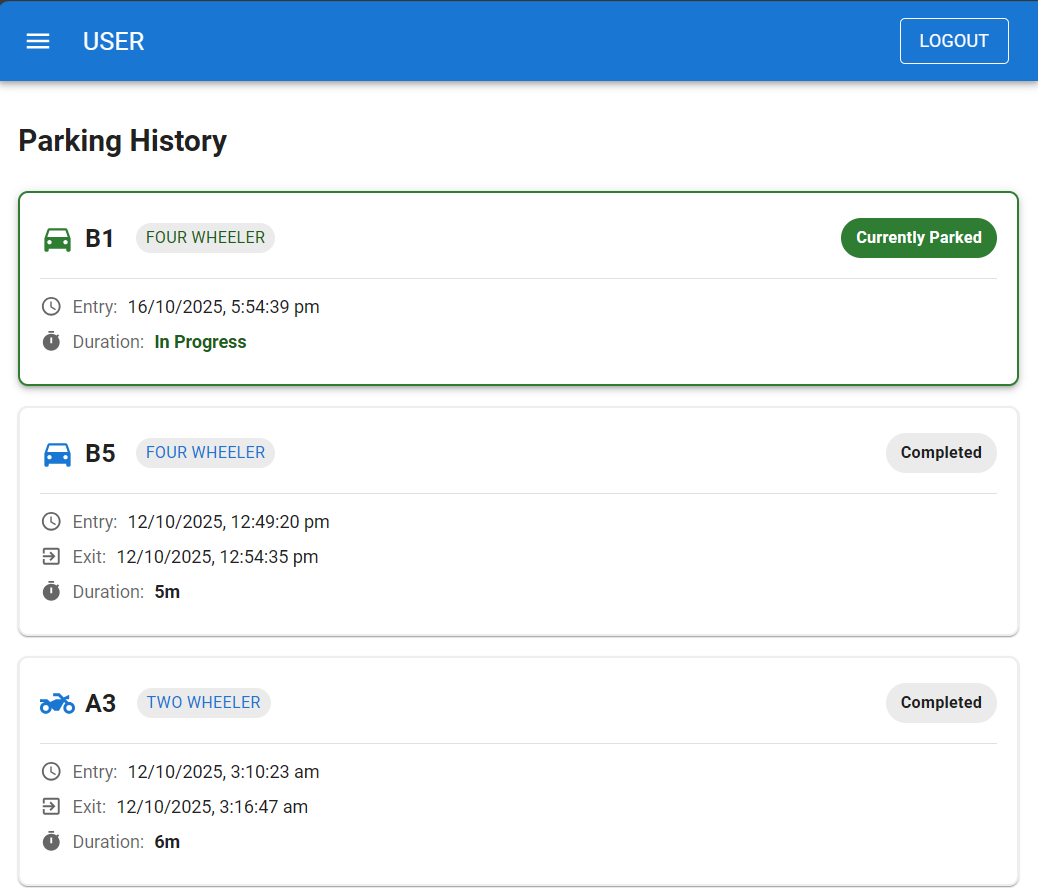 USER
LOGOUT
Parking History
B1 FOUR WHEELER Currently Parked
Entry: 16/10/2025, 5:54:39 pm
Duration: In Progress
B5 FOUR WHEELER Completed
Entry: 12/10/2025, 12:49:20 pm
Exit: 12/10/2025, 12:54:35 pm
Duration: 5m
A3 TWO WHEELER Completed
Entry: 12/10/2025, 3:10:23 am
Exit: 12/10/2025, 3:16:47 am
Duration: 6m